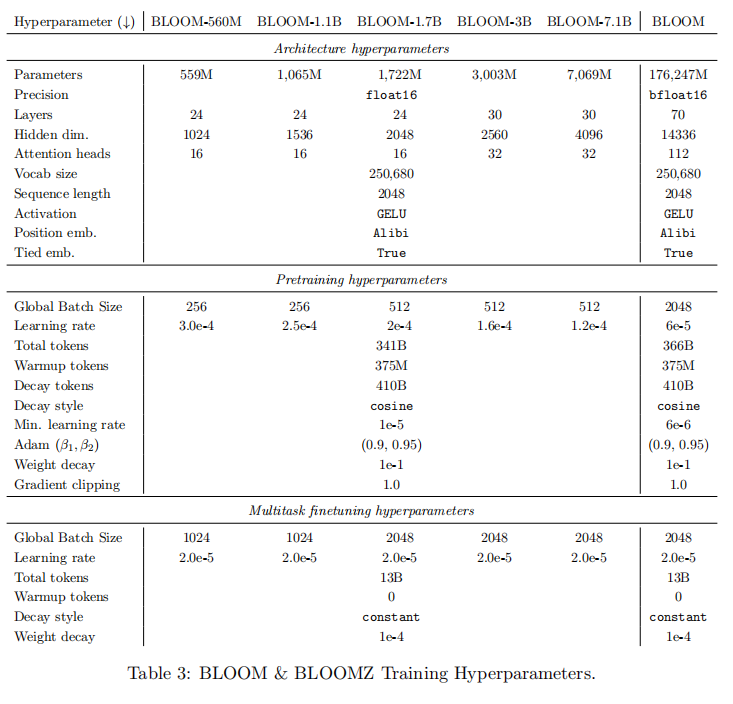 Hyperparameter (↓) BLOOM-560M BLOOM-1.1B BLOOM-1.7B BLOOM-3B BLOOM-7.1B BLOOM
Architecture hyperparameters
Parameters 559M 1,065M 1,722M 3,003M 7,069M 176,247M
Precision float16 bfloat16
Layers 24 24 24 30 30 70
Hidden dim. 1024 1536 2048 2560 4096 14336
Attention heads 16 16 16 32 32 112
Vocab size 250,680 250,680
Sequence length 2048 2048
Activation GELU GELU
Position emb. Alibi Alibi
Tied emb. True True
Pretraining hyperparameters
Global Batch Size 256 256 512 512 512 2048
Learning rate 3.0e-4 2.5e-4 2e-4 1.6e-4 1.2e-4 6e-5
Total tokens 341B 366B
Warmup tokens 375M 375M
Decay tokens 410B 410B
Decay style cosine cosine
Min. learning rate 1e-5 6e-6
Adam (β₁, β₂) (0.9, 0.95) (0.9, 0.95)
Weight decay 1e-1 1e-1
Gradient clipping 1.0 1.0
Multitask finetuning hyperparameters
Global Batch Size 1024 1024 2048 2048 2048 2048
Learning rate 2.0e-5 2.0e-5 2.0e-5 2.0e-5 2.0e-5 2.0e-5
Total tokens 13B 13B
Warmup tokens 0 0
Decay style constant constant
Weight decay 1e-4 1e-4
Table 3: BLOOM & BLOOMZ Training Hyperparameters.